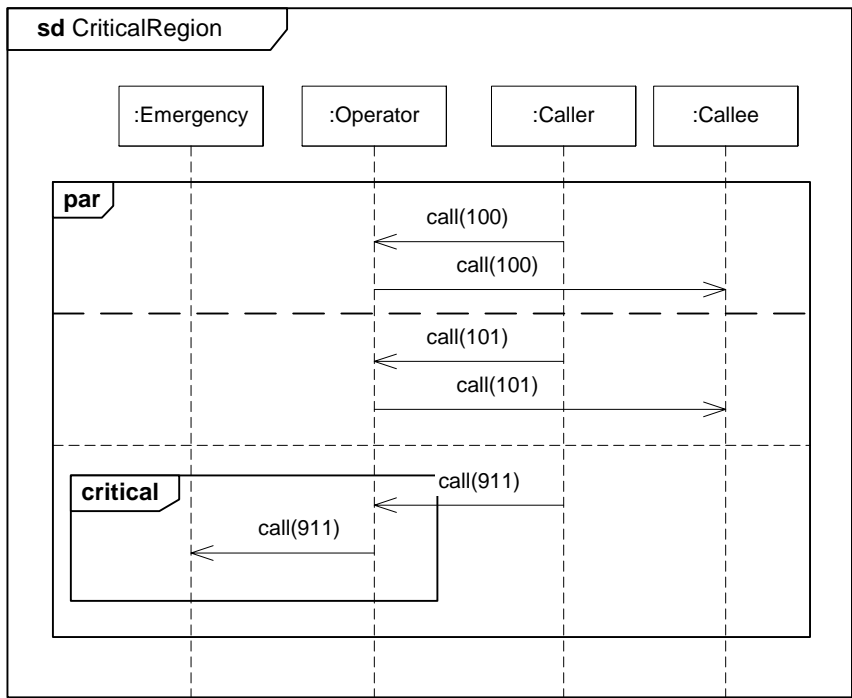 sd CriticalRegion
:Emergency :Operator :Caller :Callee
par
call(100)
call(100)
call(101)
call(101)
critical
call(911)
call(911)